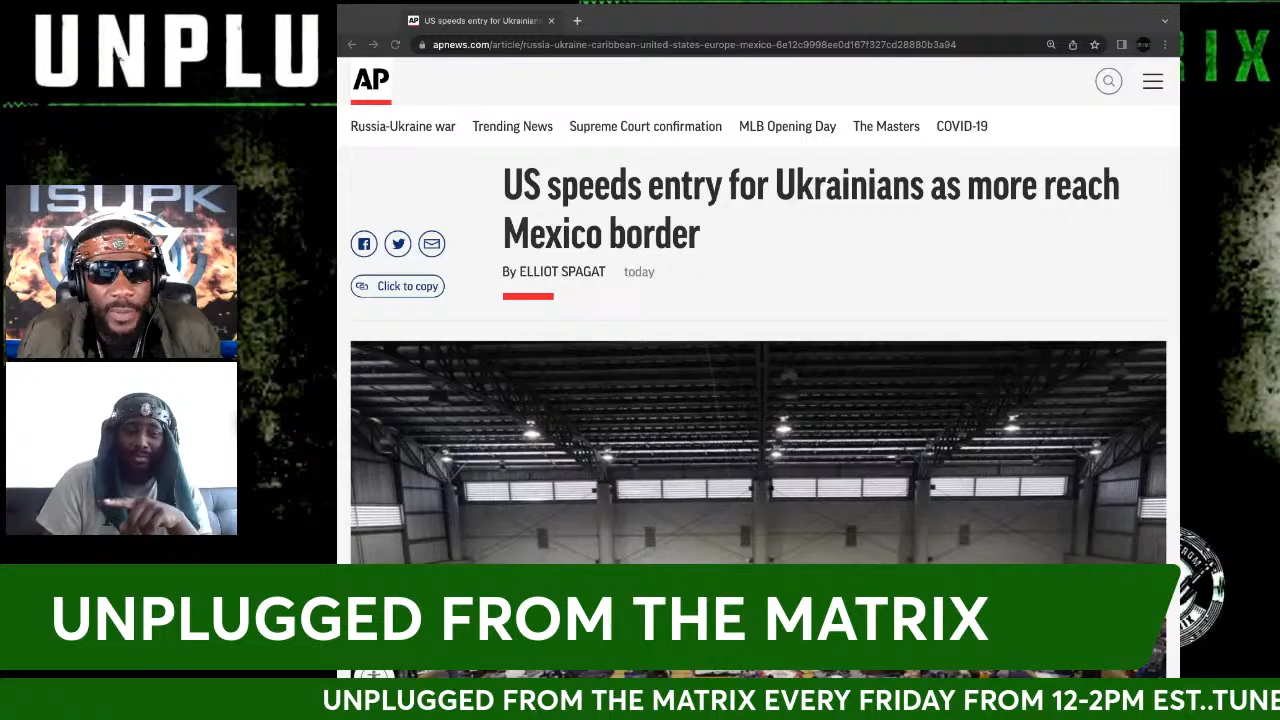 UNPLU
IX
ISUPK
AP US speeds entry for Ukrainians
apnews.com/article/russia-ukraine-caribbean-united-states-europe-mexico-6e12c9998ee0d167f327cd28880b3a94
AP
Russia-Ukraine war Trending News Supreme Court confirmation MLB Opening Day The Masters COVID-19
US speeds entry for Ukrainians as more reach
Mexico border
By ELLIOT SPAGAT today
Click to copy
FROM
UNPLUGGED FROM THE MATRIX
UNPLUGGED FROM THE MATRIX EVERY FRIDAY FROM 12-2PM EST..TUNE